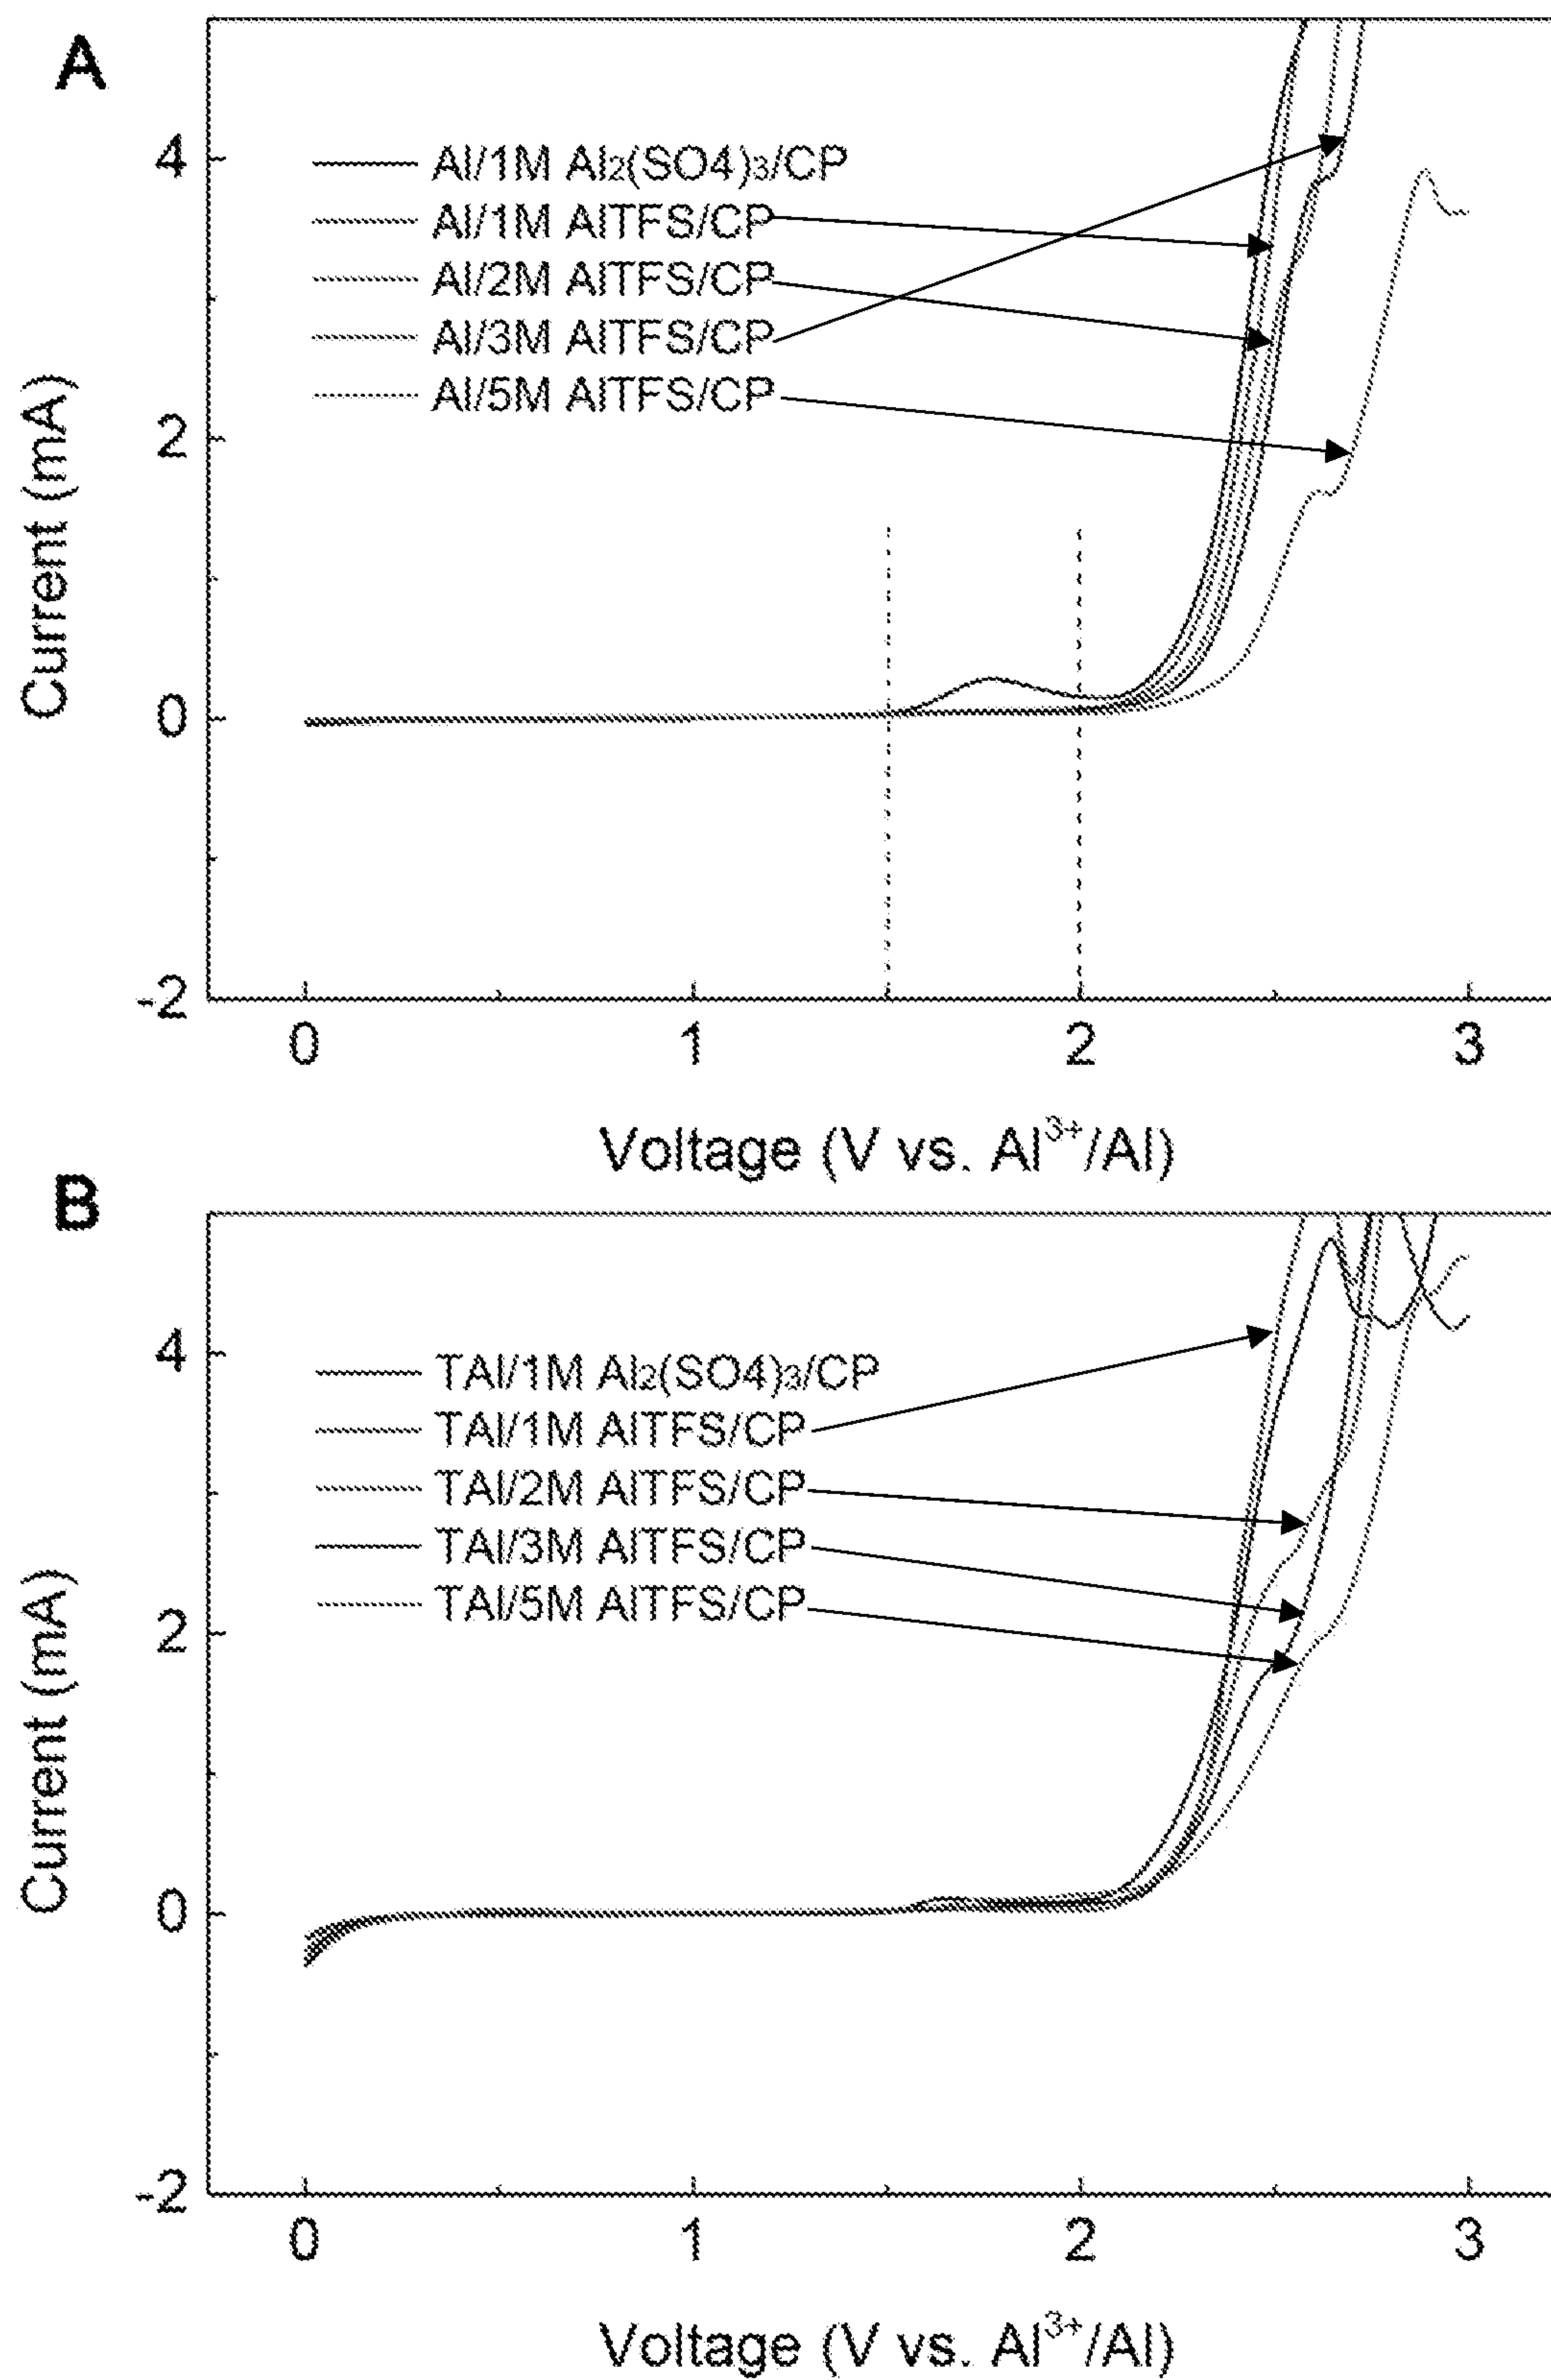 A
4
2
0
-2
Current (mA)
Al/1M Al₂(SO4)₃/CP
Al/1M AlTFS/CP
Al/2M AlTFS/CP
Al/3M AlTFS/CP
Al/5M AlTFS/CP
0 1 2 3
Voltage (V vs. Al³⁺/Al)
B
4
2
0
-2
Current (mA)
TAl/1M Al₂(SO4)₃/CP
TAl/1M AlTFS/CP
TAl/2M AlTFS/CP
TAl/3M AlTFS/CP
TAl/5M AlTFS/CP
0 1 2 3
Voltage (V vs. Al³⁺/Al)